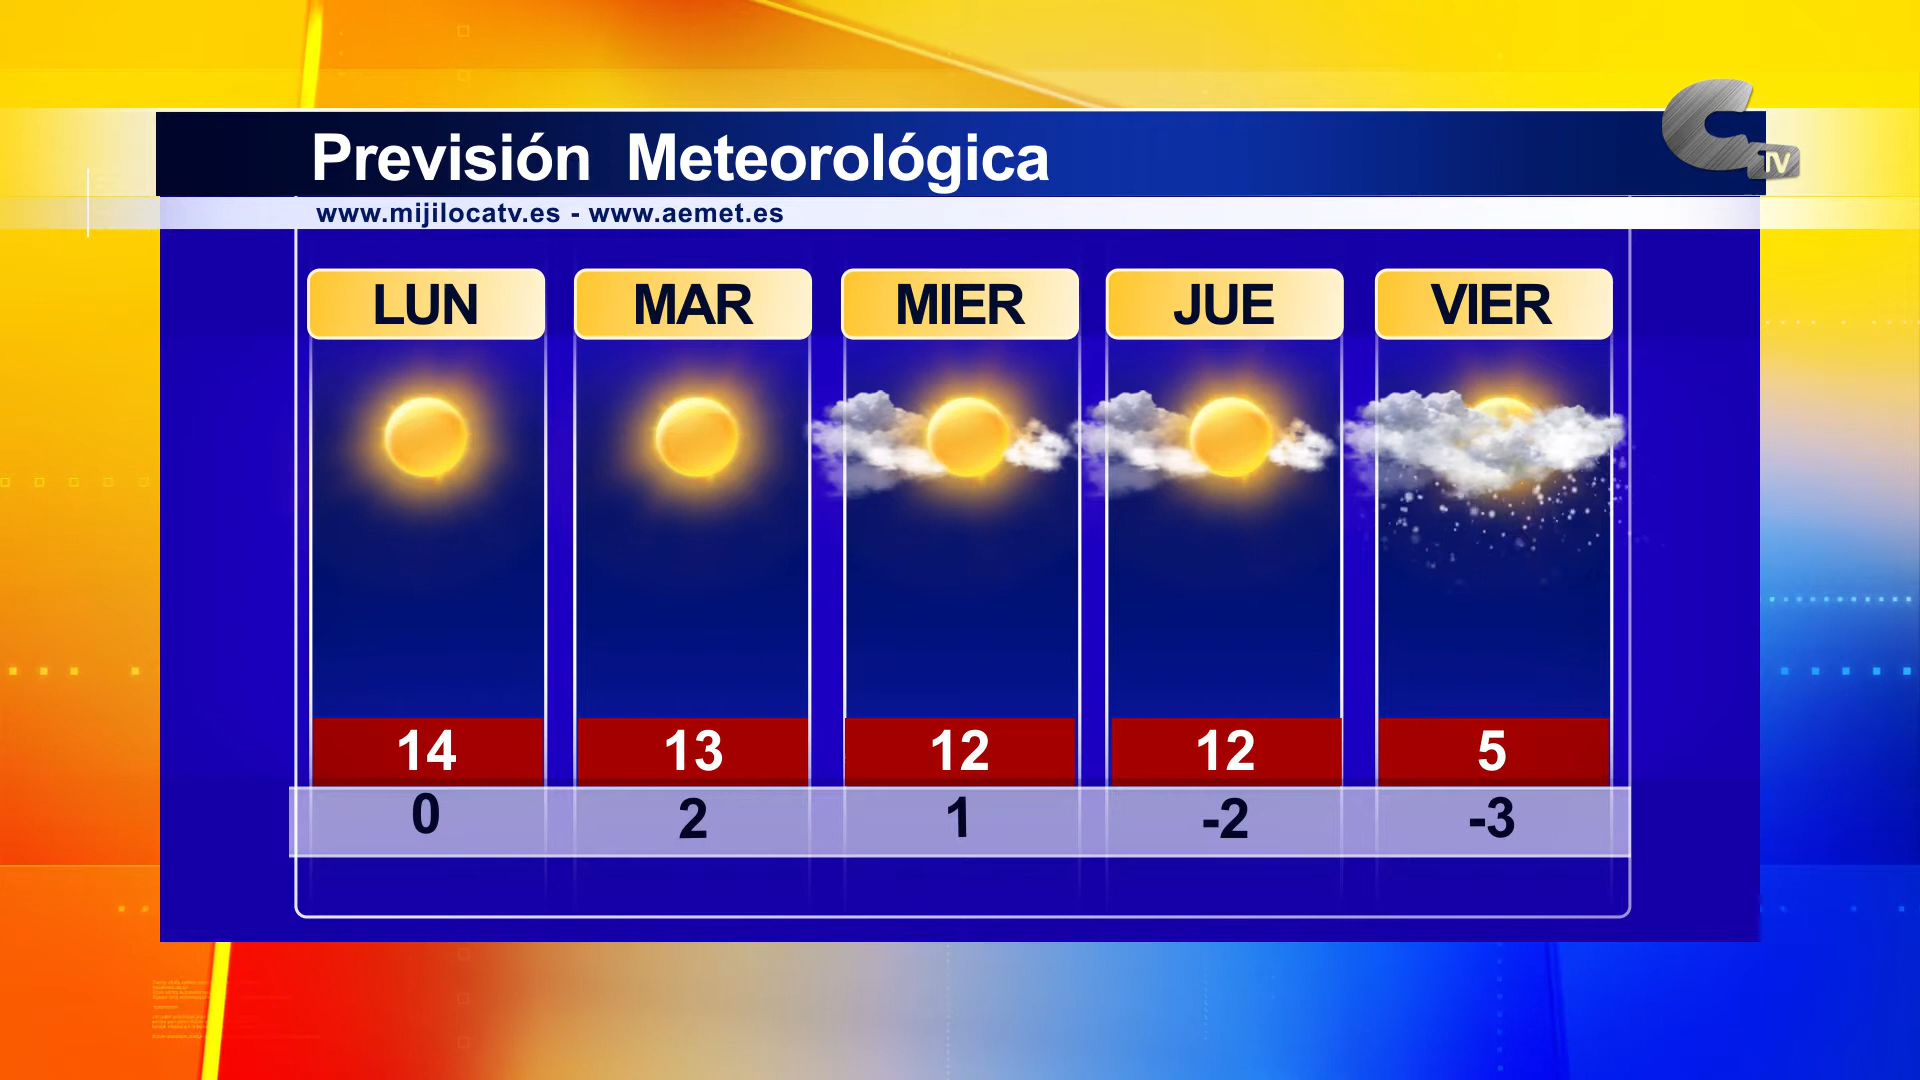 Previsión Meteorológica
TV
www.mijilocatv.es - www.aemet.es
LUN MAR MIER JUE VIER
14 13 12 12 5
0 2 1 -2 -3